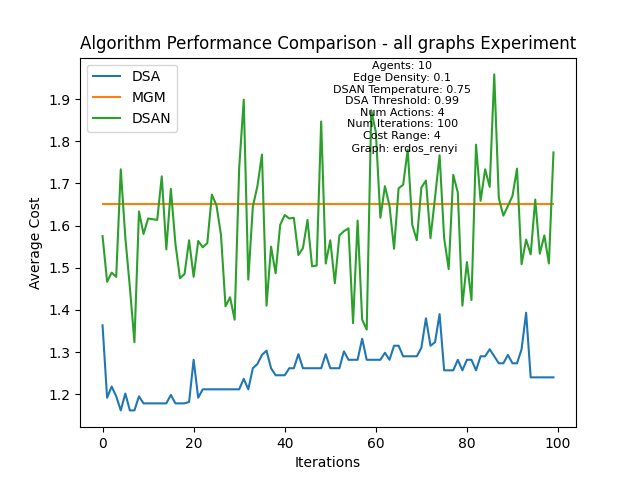 Algorithm Performance Comparison - all graphs Experiment
DSA
MGM
DSAN
Agents: 10
Edge Density: 0.1
DSAN Temperature: 0.75
DSA Threshold: 0.99
Num Actions: 4
Num Iterations: 100
Cost Range: 4
Graph: erdos_renyi
Average Cost
1.9
1.8
1.7
1.6
1.5
1.4
1.3
1.2
0 20 40 60 80 100
Iterations